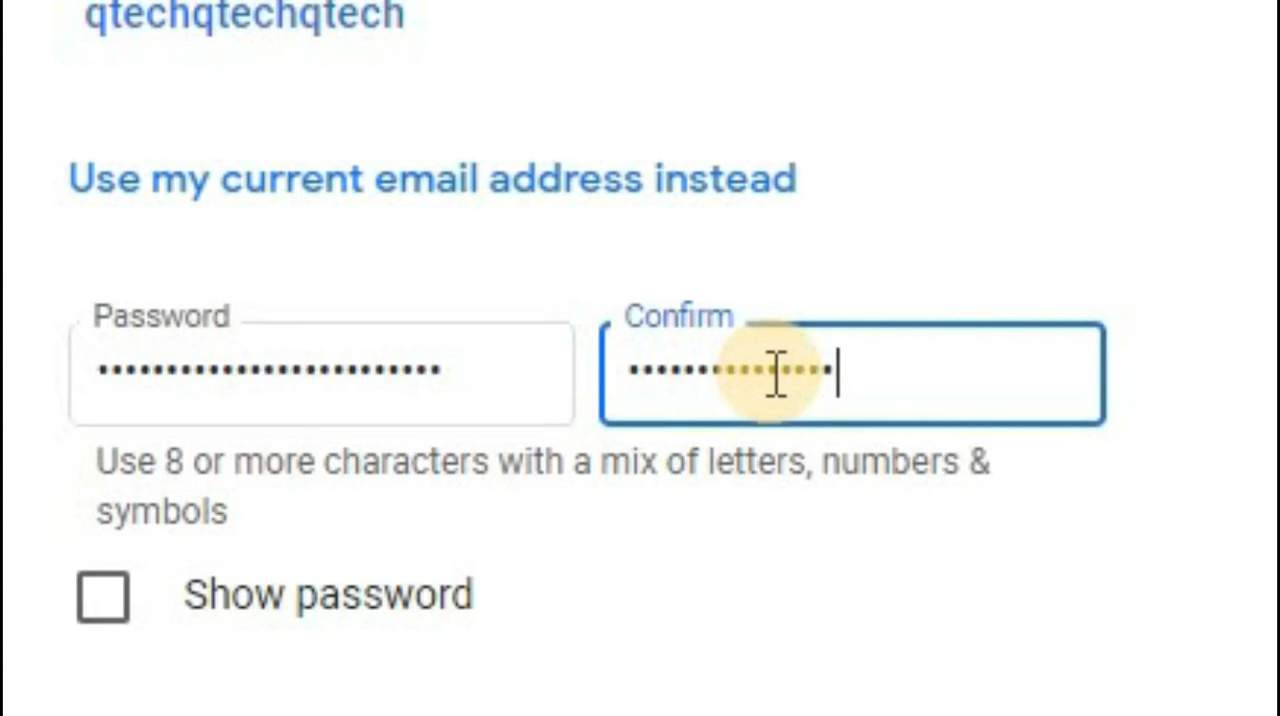 qtechqtechqtech
Use my current email address instead
Password
Confirm
•••••••••••••••••••••••••
•••••••••••••••
Use 8 or more characters with a mix of letters, numbers &
symbols
Show password